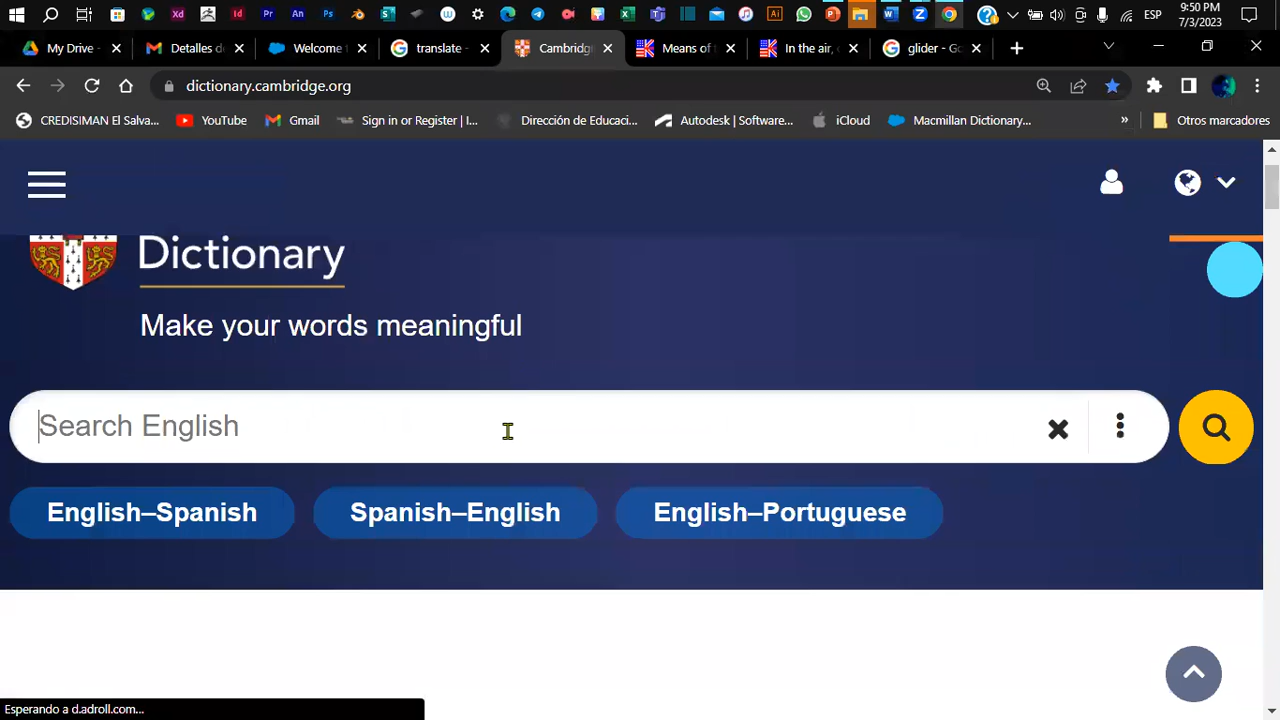 9:50 PM
ESP
7/3/2023
My Drive -
Detalles d
Welcome
translate -
Cambridg
Means of
In the air,
glider - Go
dictionary.cambridge.org
CREDISIMAN El Salva...
YouTube
Gmail
Sign in or Register | I...
Dirección de Educaci...
Autodesk | Software...
iCloud
Macmillan Dictionary...
»
Otros marcadores
Dictionary
Make your words meaningful
Search English
English–Spanish
Spanish–English
English–Portuguese
Esperando a d.adroll.com...